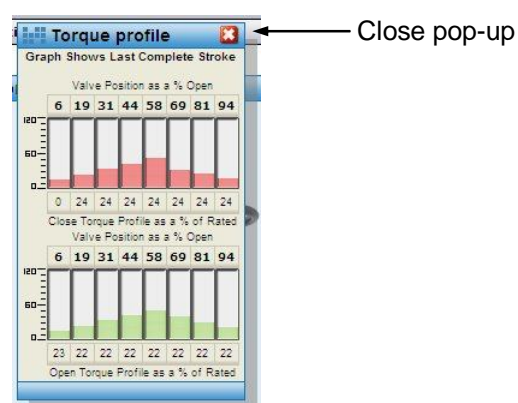 Torque profile
Close pop-up
Graph Shows Last Complete Stroke
Valve Position as a % Open
6 19 31 44 58 69 81 94
120
60
0
0 24 24 24 24 24 24 24
Close Torque Profile as a % of Rated
Valve Position as a % Open
6 19 31 44 58 69 81 94
120
60
0
23 22 22 22 22 22 22 22
Open Torque Profile as a % of Rated